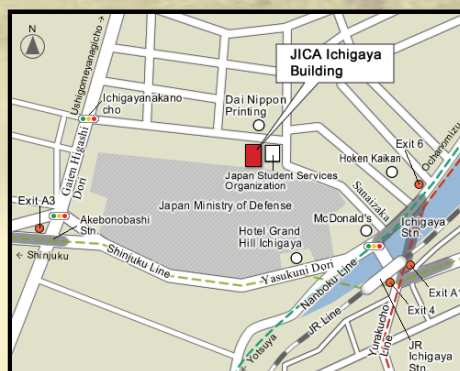 N
JICA Ichigaya
Building
Ushigomeyanagicho
Ichigayanakano
cho
Dai Nippon
Printing
Exit 6
Ochanomizu
Hoken Kaikan
Gaien Higashi
Dori
Japan Student Services
Organization
Sanaizaka
Exit A3
Japan Ministry of Defense
McDonald's
Ichigaya
Stn.
Akebonobashi
Stn.
Hotel Grand
Hill Ichigaya
← Shinjuku
Shinjuku Line
Yasukuni Dori
Nanboku Line
JR Line
Exit A1
Exit 4
← Yotsuya
Yurakucho
Line
JR
Ichigaya
Stn.